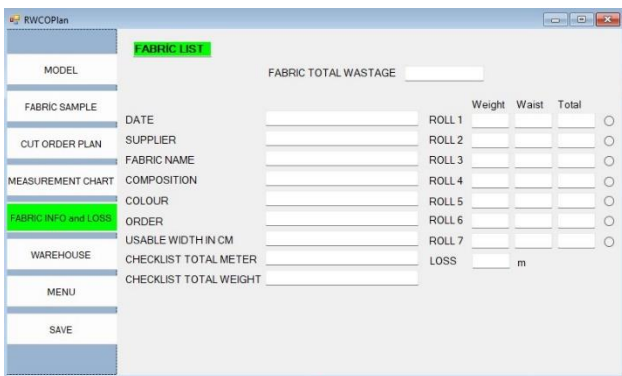 RWCOPlan
MODEL
FABRİC SAMPLE
CUT ORDER PLAN
MEASUREMENT CHART
FABRIC INFO and LOSS
WAREHOUSE
MENU
SAVE
FABRİC LIST
FABRIC TOTAL WASTAGE
Weight Waist Total
DATE ROLL 1
SUPPLIER ROLL 2
FABRIC NAME ROLL 3
COMPOSITION ROLL 4
COLOUR ROLL 5
ORDER ROLL 6
USABLE WIDTH IN CM ROLL 7
CHECKLIST TOTAL METER LOSS m
CHECKLIST TOTAL WEIGHT